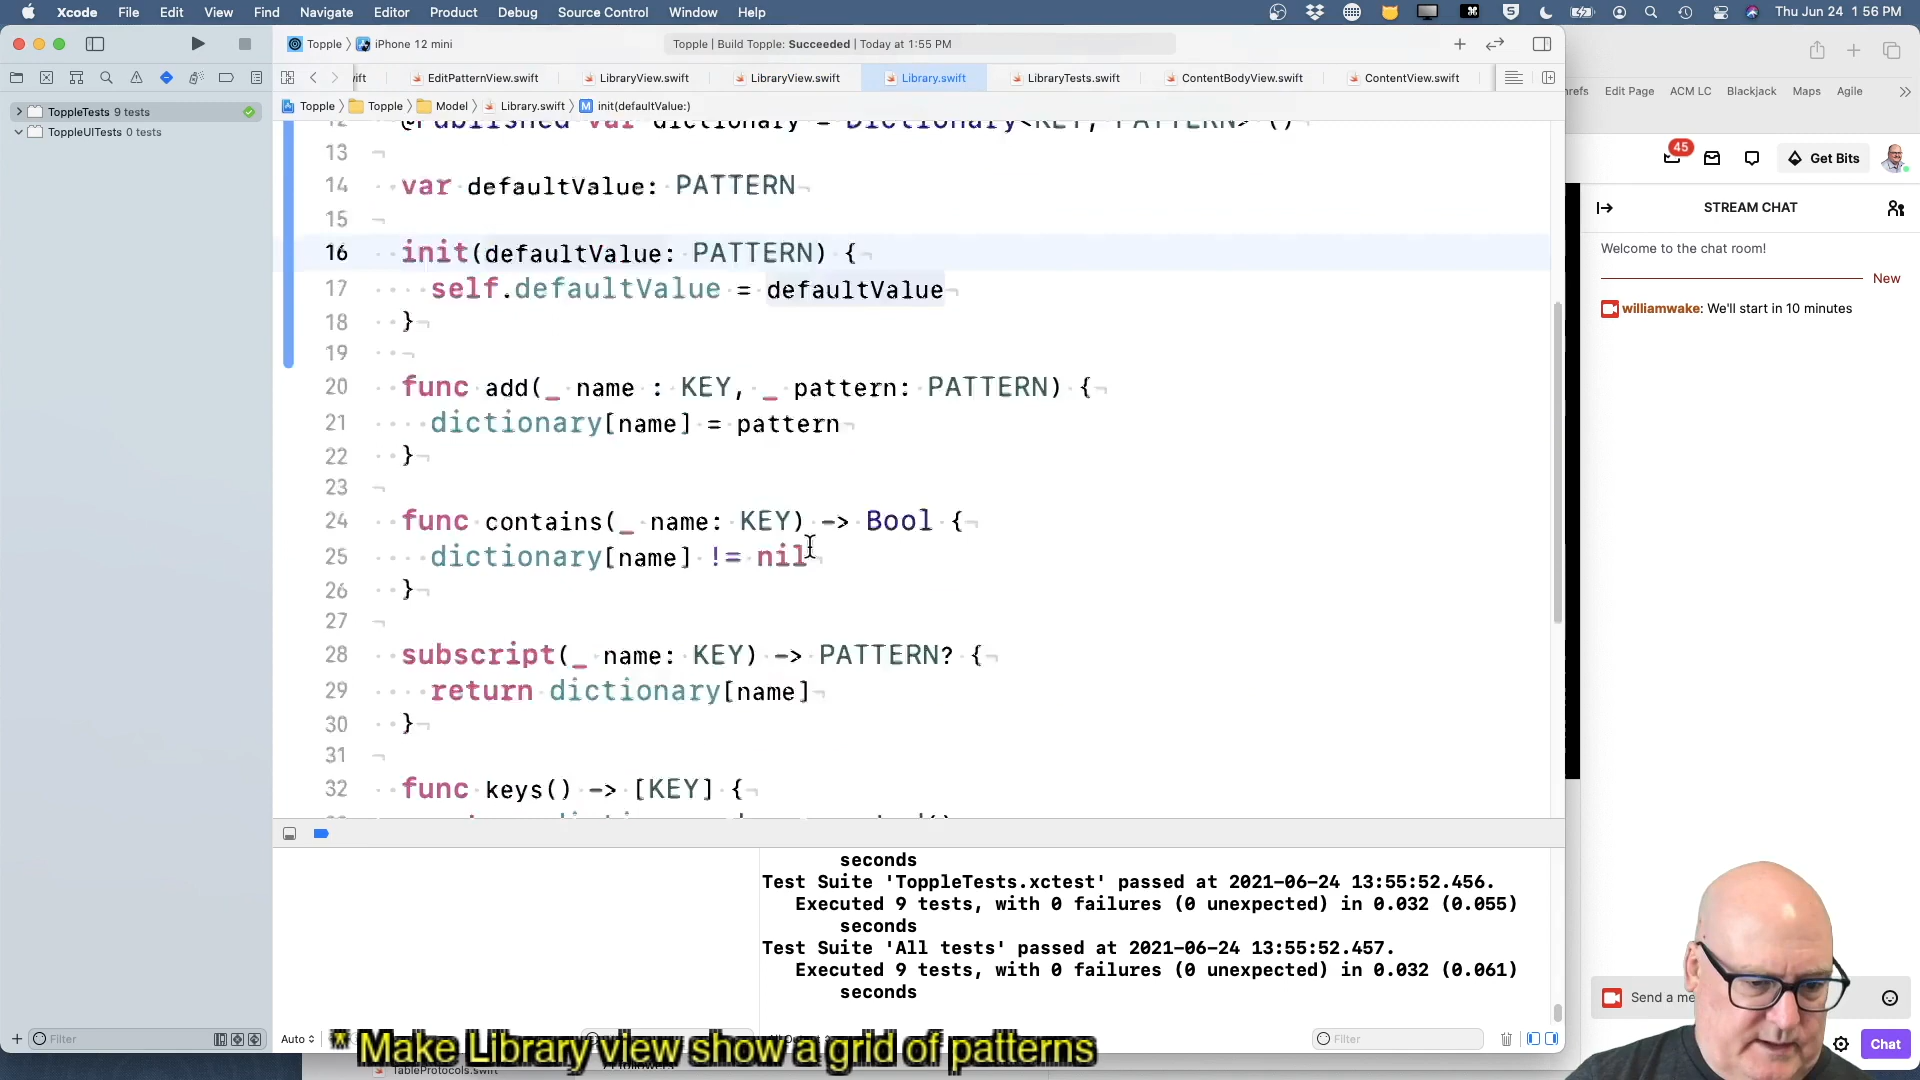 Xcode File Edit View Find Navigate Editor Product Debug Source Control Window Help
Thu Jun 24 1:56 PM
Topple iPhone 12 mini
Topple | Build Topple: Succeeded | Today at 1:55 PM
EditPatternView.swift LibraryView.swift LibraryView.swift Library.swift LibraryTests.swift ContentBodyView.swift ContentView.swift
Topple Topple Model Library.swift M init(defaultValue:)
ToppleTests 9 tests
ToppleUITests 0 tests
12 @Published var dictionary = Dictionary<KEY, PATTERN> ()
13
14 var defaultValue: PATTERN
15
16 init(defaultValue: PATTERN) {
17 self.defaultValue = defaultValue
18 }
19
20 func add(_ name : KEY, _ pattern: PATTERN) {
21 dictionary[name] = pattern
22 }
23
24 func contains(_ name: KEY) -> Bool {
25 dictionary[name] != nil
26 }
27
28 subscript(_ name: KEY) -> PATTERN? {
29 return dictionary[name]
30 }
31
32 func keys() -> [KEY] {
seconds
Test Suite 'ToppleTests.xctest' passed at 2021-06-24 13:55:52.456.
Executed 9 tests, with 0 failures (0 unexpected) in 0.032 (0.055)
seconds
Test Suite 'All tests' passed at 2021-06-24 13:55:52.457.
Executed 9 tests, with 0 failures (0 unexpected) in 0.032 (0.061)
seconds
Filter
Auto
Filter
* Make Library view show a grid of patterns
TableProtocols.swift
Edit Page ACM LC Blackjack Maps Agile
45
Get Bits
STREAM CHAT
Welcome to the chat room!
New
williamwake: We'll start in 10 minutes
Send a me
Chat